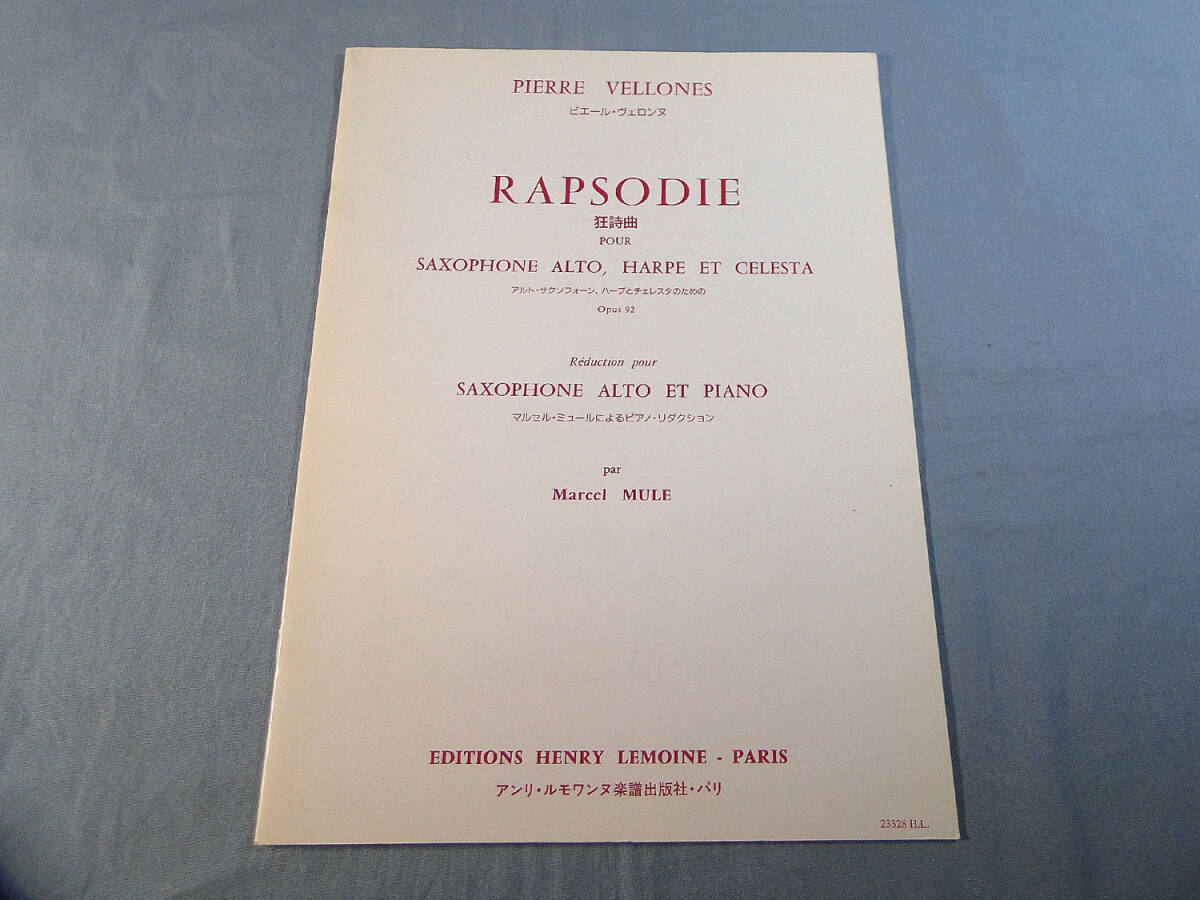 PIERRE VELLONES
ピエール・ヴェロンヌ
RAPSODIE
狂詩曲
POUR
SAXOPHONE ALTO, HARPE ET CELESTA
アルト・サクソフォーン、ハープとチェレスタのための
Opus 92
Réduction pour
SAXOPHONE ALTO ET PIANO
マルセル・ミュールによるピアノ・リダクション
par
Marcel MULE
EDITIONS HENRY LEMOINE - PARIS
アンリ・ルモワンヌ楽譜出版社・パリ
23328 H.L.